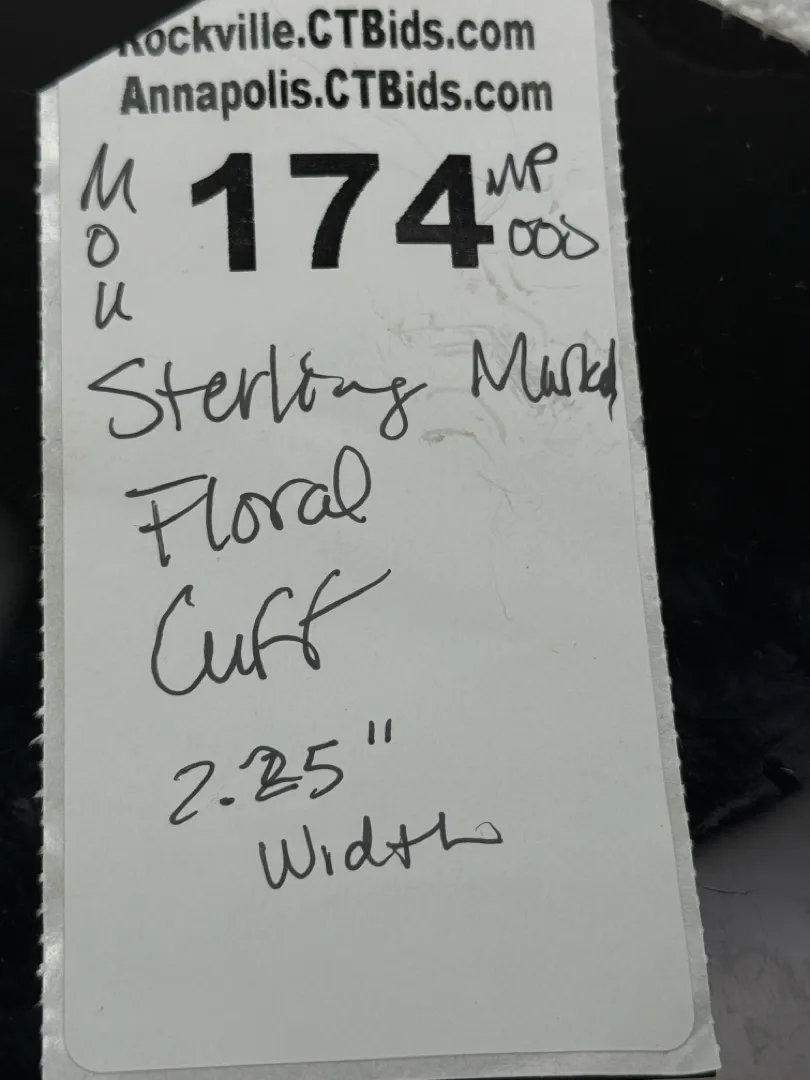 Rockville.CTBids.com
Annapolis.CTBids.com
M
O
U
174
MP
000
Sterling Marked
Floral
Cuff
2.25"
Width